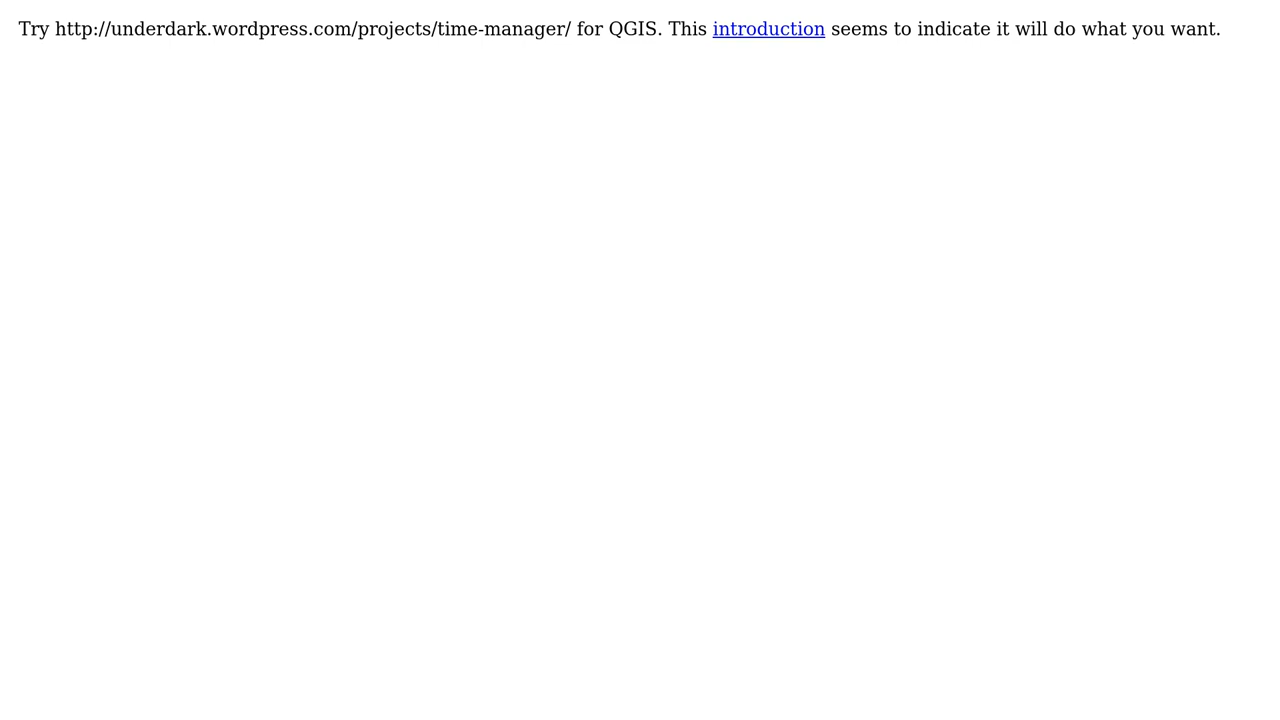 Try http://underdark.wordpress.com/projects/time-manager/ for QGIS. This introduction seems to indicate it will do what you want.